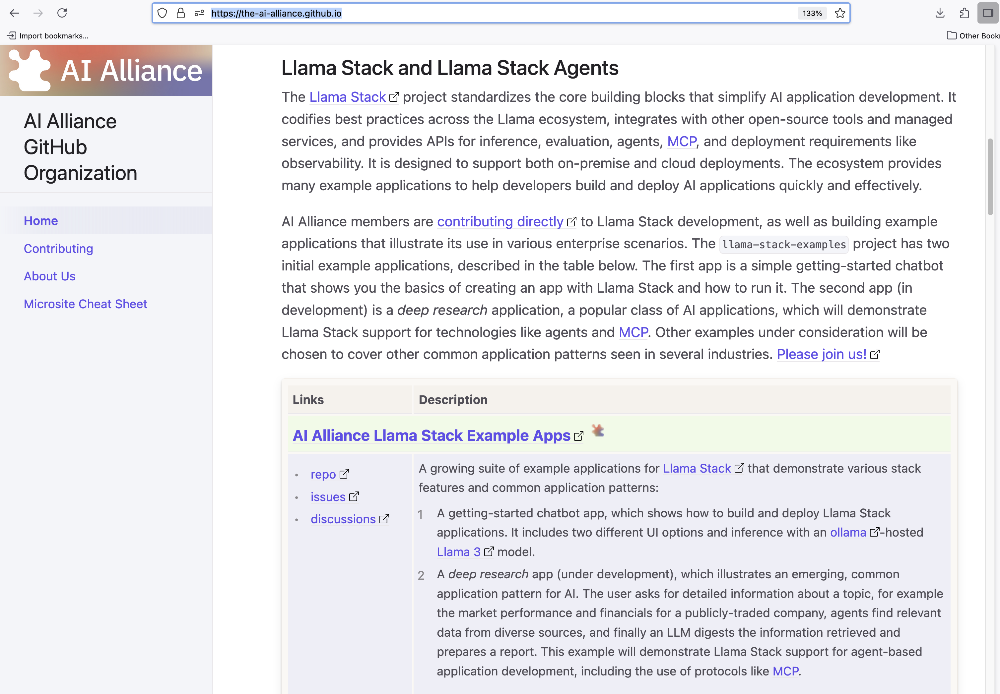 https://the-ai-alliance.github.io
133%
Import bookmarks...
Other Book
AI Alliance
AI Alliance
GitHub
Organization
Home
Contributing
About Us
Microsite Cheat Sheet
Llama Stack and Llama Stack Agents
The Llama Stack project standardizes the core building blocks that simplify AI application development. It
codifies best practices across the Llama ecosystem, integrates with other open-source tools and managed
services, and provides APIs for inference, evaluation, agents, MCP, and deployment requirements like
observability. It is designed to support both on-premise and cloud deployments. The ecosystem provides
many example applications to help developers build and deploy AI applications quickly and effectively.
AI Alliance members are contributing directly to Llama Stack development, as well as building example
applications that illustrate its use in various enterprise scenarios. The llama-stack-examples project has two
initial example applications, described in the table below. The first app is a simple getting-started chatbot
that shows you the basics of creating an app with Llama Stack and how to run it. The second app (in
development) is a deep research application, a popular class of AI applications, which will demonstrate
Llama Stack support for technologies like agents and MCP. Other examples under consideration will be
chosen to cover other common application patterns seen in several industries. Please join us!
Links Description
AI Alliance Llama Stack Example Apps
• repo
• issues
• discussions
A growing suite of example applications for Llama Stack that demonstrate various stack
features and common application patterns:
1 A getting-started chatbot app, which shows how to build and deploy Llama Stack
applications. It includes two different UI options and inference with an ollama -hosted
Llama 3 model.
2 A deep research app (under development), which illustrates an emerging, common
application pattern for AI. The user asks for detailed information about a topic, for example
the market performance and financials for a publicly-traded company, agents find relevant
data from diverse sources, and finally an LLM digests the information retrieved and
prepares a report. This example will demonstrate Llama Stack support for agent-based
application development, including the use of protocols like MCP.